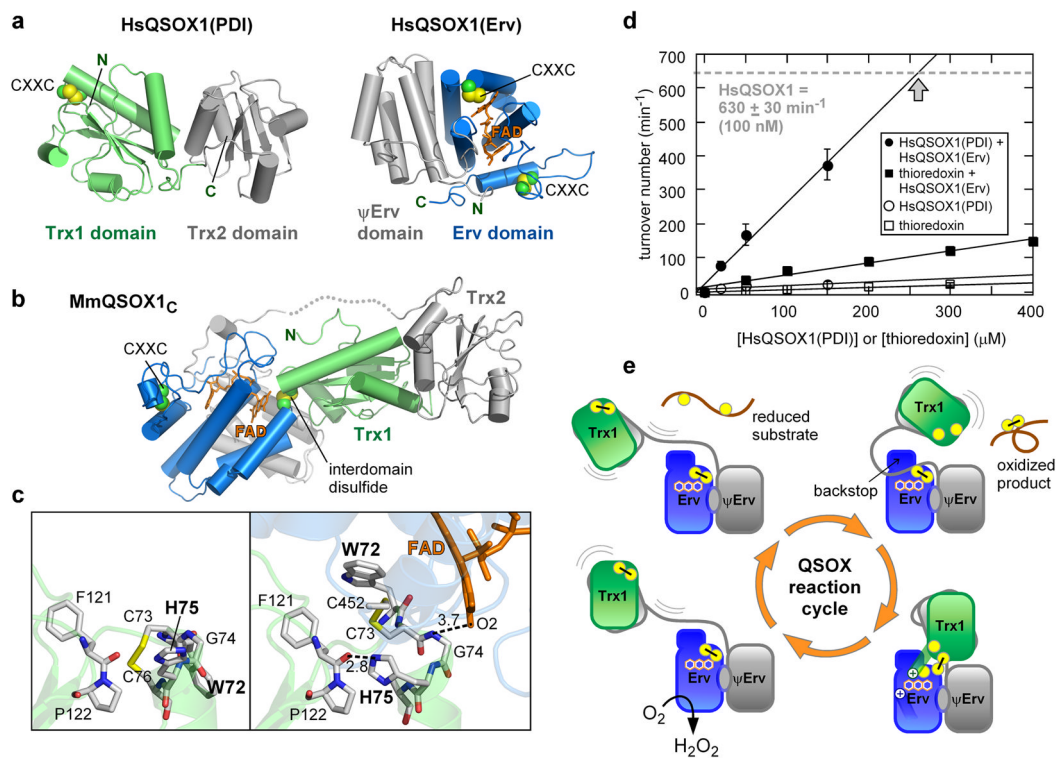 a
HsQSOX1(PDI)
HsQSOX1(Erv)
CXXC
N
C
Trx1 domain
Trx2 domain
CXXC
FAD
CXXC
C
N
ψErv
domain
Erv domain
b
MmQSOX1C
Trx2
N
CXXC
FAD
Trx1
interdomain
disulfide
c
F121
C73
H75
G74
C76
W72
P122
W72
FAD
F121
C452
C73
3.7
O2
G74
2.8
H75
P122
d
turnover number (min-1)
700
600
500
400
300
200
100
0
HsQSOX1 =
630 ± 30 min-1
(100 nM)
HsQSOX1(PDI) +
HsQSOX1(Erv)
thioredoxin +
HsQSOX1(Erv)
HsQSOX1(PDI)
thioredoxin
0 100 200 300 400
[HsQSOX1(PDI)] or [thioredoxin] (μM)
e
Trx1
reduced
substrate
Erv
ψErv
Trx1
oxidized
product
backstop
Erv
ψErv
QSOX
reaction
cycle
Trx1
Erv
ψErv
O2
H2O2
Trx1
+
+
Erv
ψErv